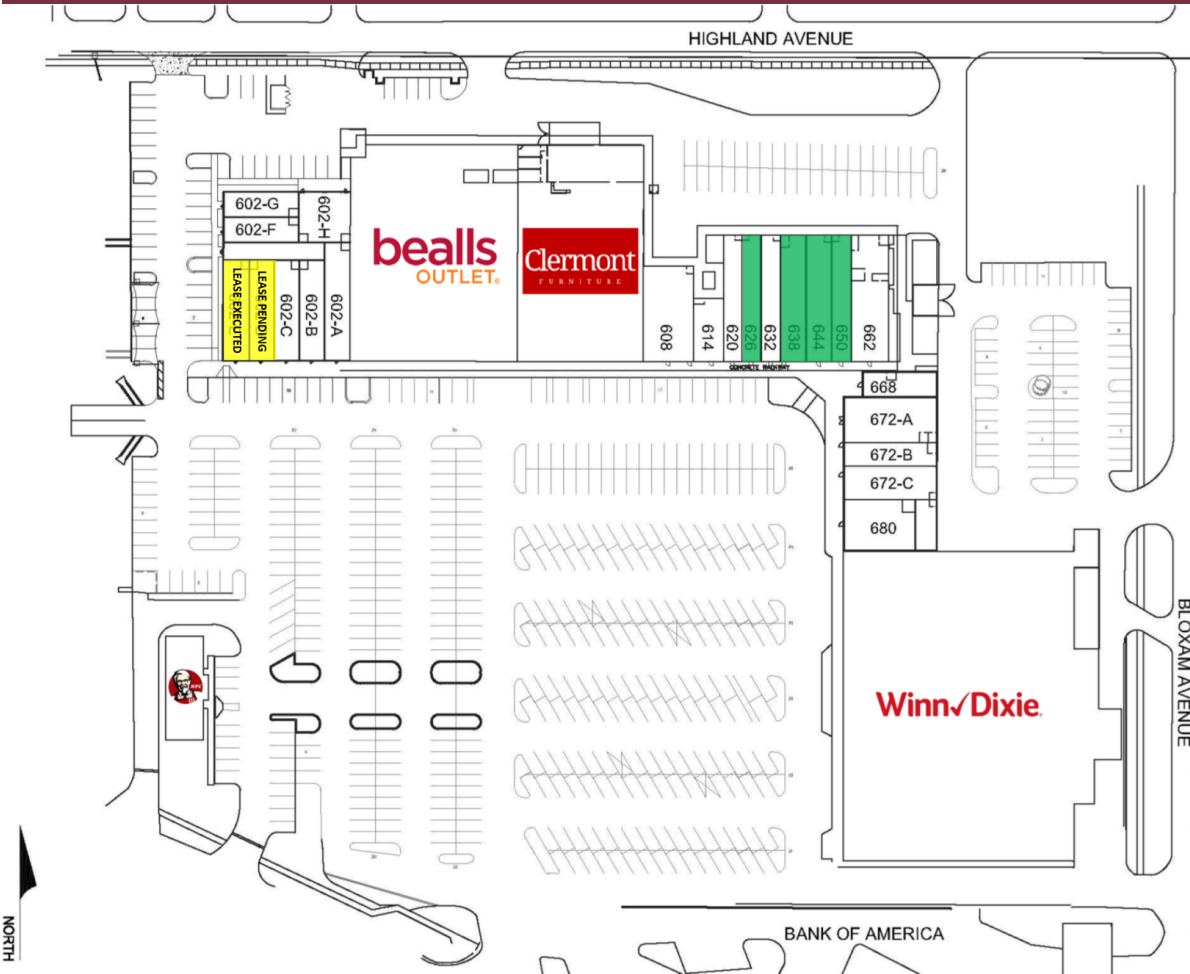 HIGHLAND AVENUE
602-G
602-F
602-H
bealls
OUTLET
Clermont
FURNITURE
LEASE EXECUTED
LEASE PENDING
602-C
602-B
602-A
608
614
620
626
632
638
644
650
662
CONCRETE WALKWAY
668
672-A
672-B
672-C
680
KFC
Winn✓Dixie
BLOXAM AVENUE
BANK OF AMERICA
NORTH